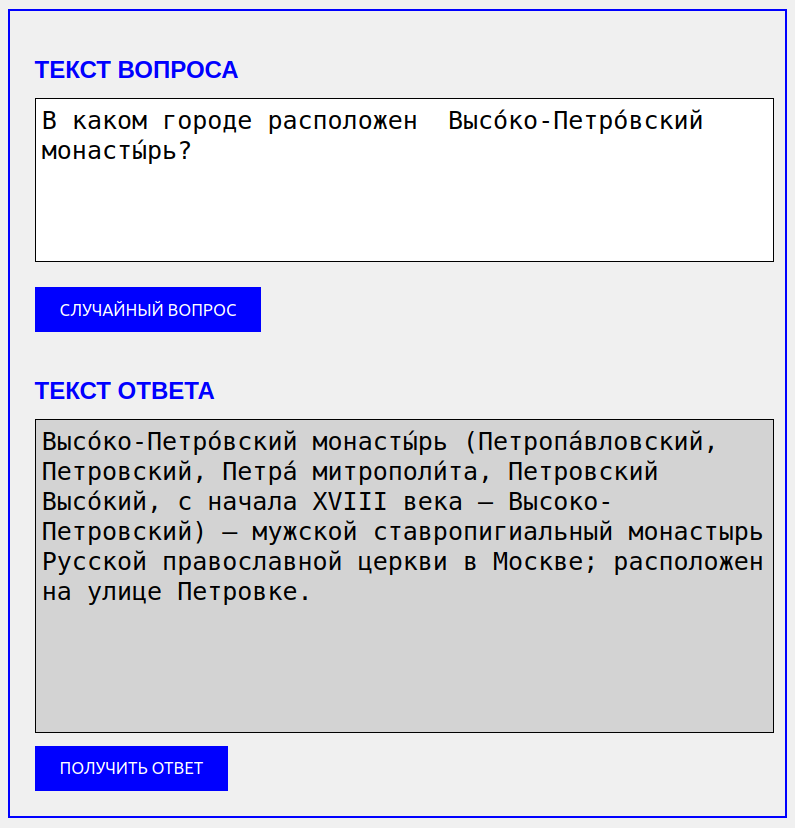 ТЕКСТ ВОПРОСА
В каком городе расположен  Высо́ко-Петро́вский
монасты́рь?
СЛУЧАЙНЫЙ ВОПРОС
ТЕКСТ ОТВЕТА
Высо́ко-Петро́вский монасты́рь (Петропа́вловский,
Петровский, Петра́ митрополи́та, Петровский
Высо́кий, с начала XVIII века — Высоко-
Петровский) — мужской ставропигиальный монастырь
Русской православной церкви в Москве; расположен
на улице Петровке.
ПОЛУЧИТЬ ОТВЕТ